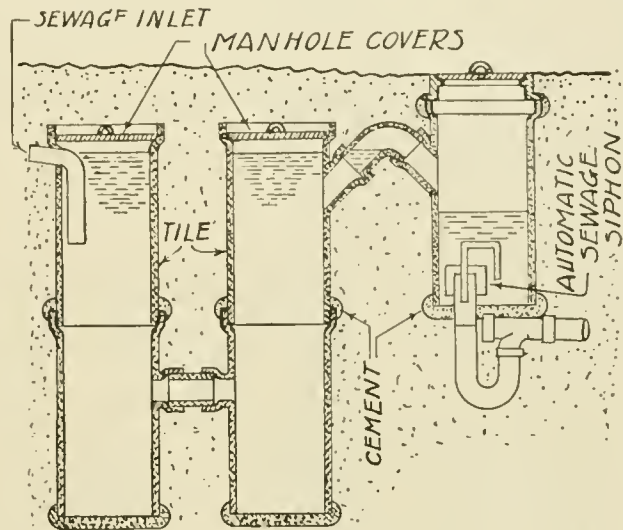 SEWAGE INLET
MANHOLE COVERS
TILE
CEMENT
AUTOMATIC
SEWAGE
SIPHON